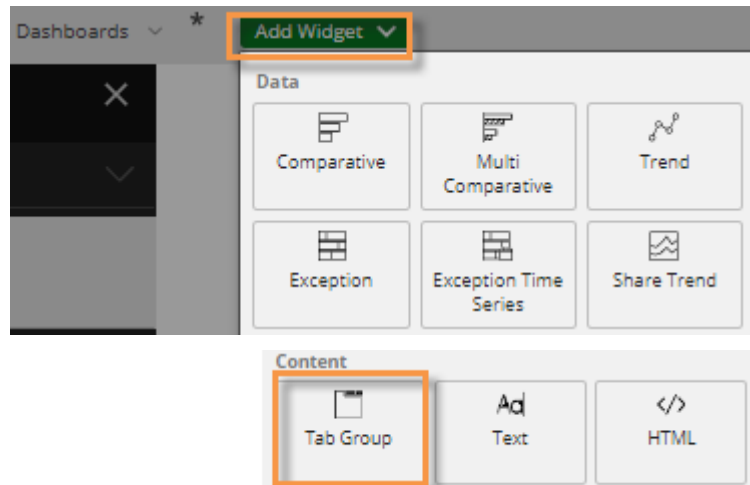 Dashboards * Add Widget
Data
Comparative Multi Comparative Trend
Exception Exception Time Series Share Trend
Content
Tab Group Ad Text </> HTML